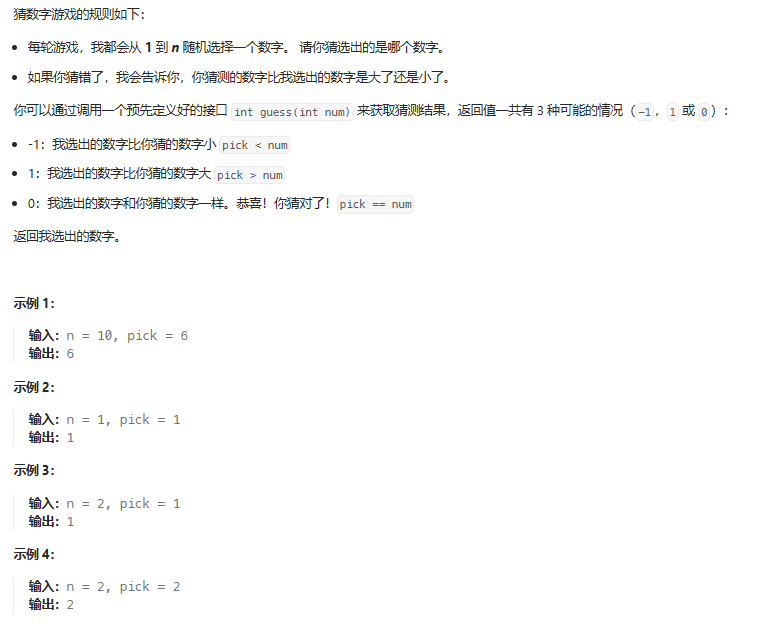 猜数字游戏的规则如下：
每轮游戏，我都会从 1 到 n 随机选择一个数字。 请你猜选出的是哪个数字。
如果你猜错了，我会告诉你，你猜测的数字比我选出的数字是大了还是小了。
你可以通过调用一个预先定义好的接口 int guess(int num) 来获取猜测结果，返回值一共有 3 种可能的情况（-1，1 或 0）：
-1：我选出的数字比你猜的数字小 pick < num
1：我选出的数字比你猜的数字大 pick > num
0：我选出的数字和你猜的数字一样。恭喜！你猜对了！pick == num
返回我选出的数字。
示例 1：
输入：n = 10, pick = 6
输出：6
示例 2：
输入：n = 1, pick = 1
输出：1
示例 3：
输入：n = 2, pick = 1
输出：1
示例 4：
输入：n = 2, pick = 2
输出：2